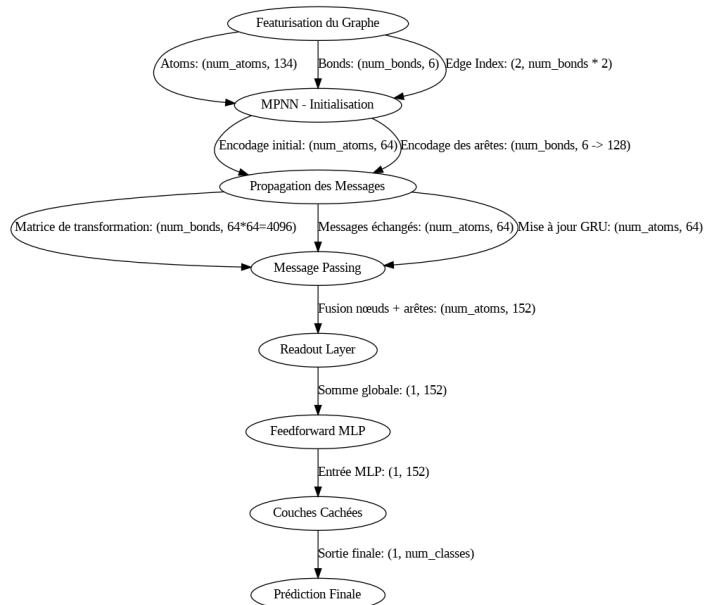 Featurisation du Graphe
Atoms: (num_atoms, 134)
Bonds: (num_bonds, 6)
Edge Index: (2, num_bonds * 2)
MPNN - Initialisation
Encodage initial: (num_atoms, 64)
Encodage des arêtes: (num_bonds, 6 -> 128)
Propagation des Messages
Matrice de transformation: (num_bonds, 64*64=4096)
Messages échangés: (num_atoms, 64)
Mise à jour GRU: (num_atoms, 64)
Message Passing
Fusion nœuds + arêtes: (num_atoms, 152)
Readout Layer
Somme globale: (1, 152)
Feedforward MLP
Entrée MLP: (1, 152)
Couches Cachées
Sortie finale: (1, num_classes)
Prédiction Finale